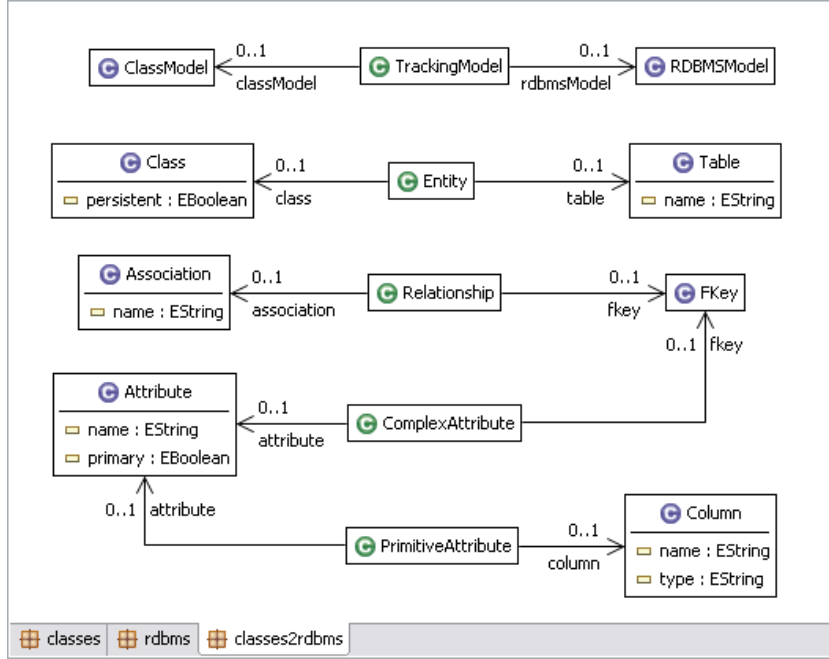 0..1 0..1
ClassModel TrackingModel RDBMSModel
classModel rdbmsModel
Class 0..1 0..1 Table
Entity
persistent : EBoolean class table name : EString
Association 0..1 0..1
Relationship FKey
name : EString association fkey
0..1 fkey
Attribute
0..1
name : EString ComplexAttribute
primary : EBoolean attribute
0..1 attribute
Column
0..1
PrimitiveAttribute name : EString
column type : EString
classes rdbms classes2rdbms